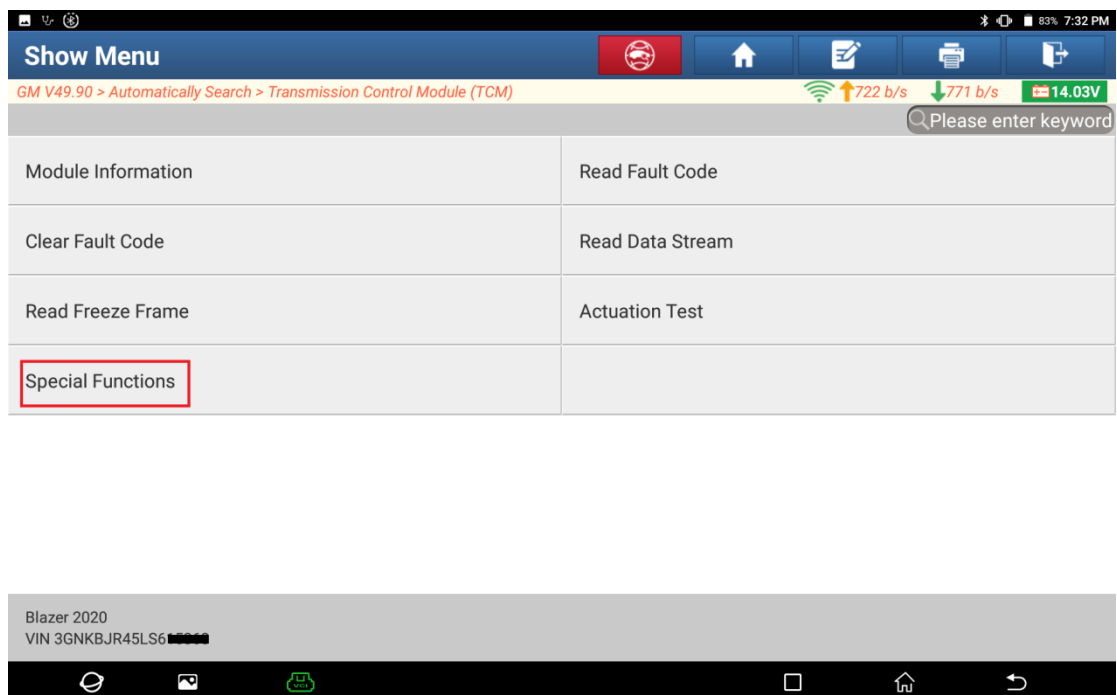 83% 7:32 PM
Show Menu
GM V49.90 > Automatically Search > Transmission Control Module (TCM)
722 b/s
771 b/s
14.03V
Please enter keyword
Module Information
Read Fault Code
Clear Fault Code
Read Data Stream
Read Freeze Frame
Actuation Test
Special Functions
Blazer 2020
VIN 3GNKBJR45LS6
VCI